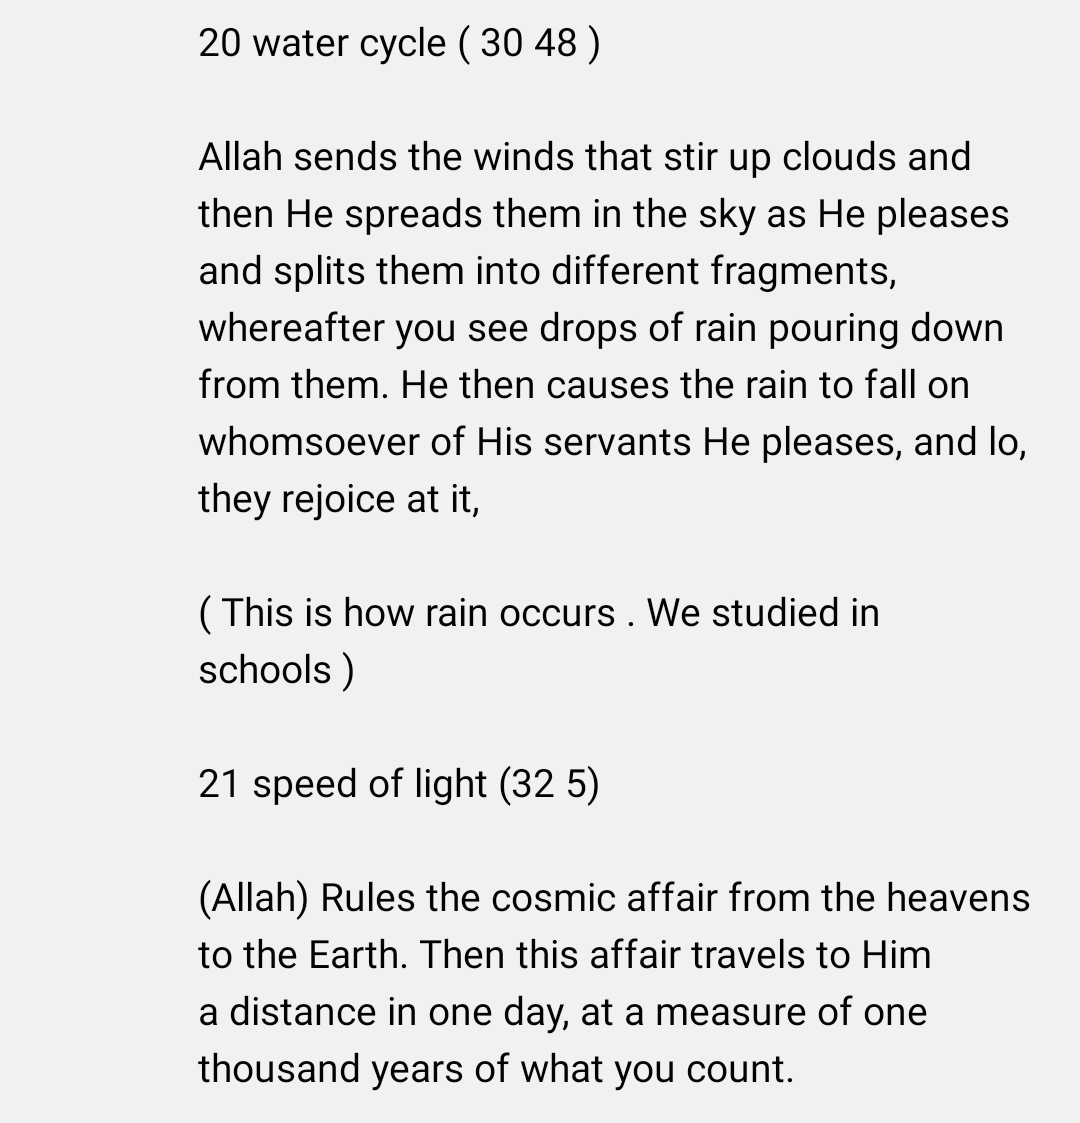 20 water cycle ( 30 48 )
Allah sends the winds that stir up clouds and
then He spreads them in the sky as He pleases
and splits them into different fragments,
whereafter you see drops of rain pouring down
from them. He then causes the rain to fall on
whomsoever of His servants He pleases, and lo,
they rejoice at it,
( This is how rain occurs . We studied in
schools )
21 speed of light (32 5)
(Allah) Rules the cosmic affair from the heavens
to the Earth. Then this affair travels to Him
a distance in one day, at a measure of one
thousand years of what you count.